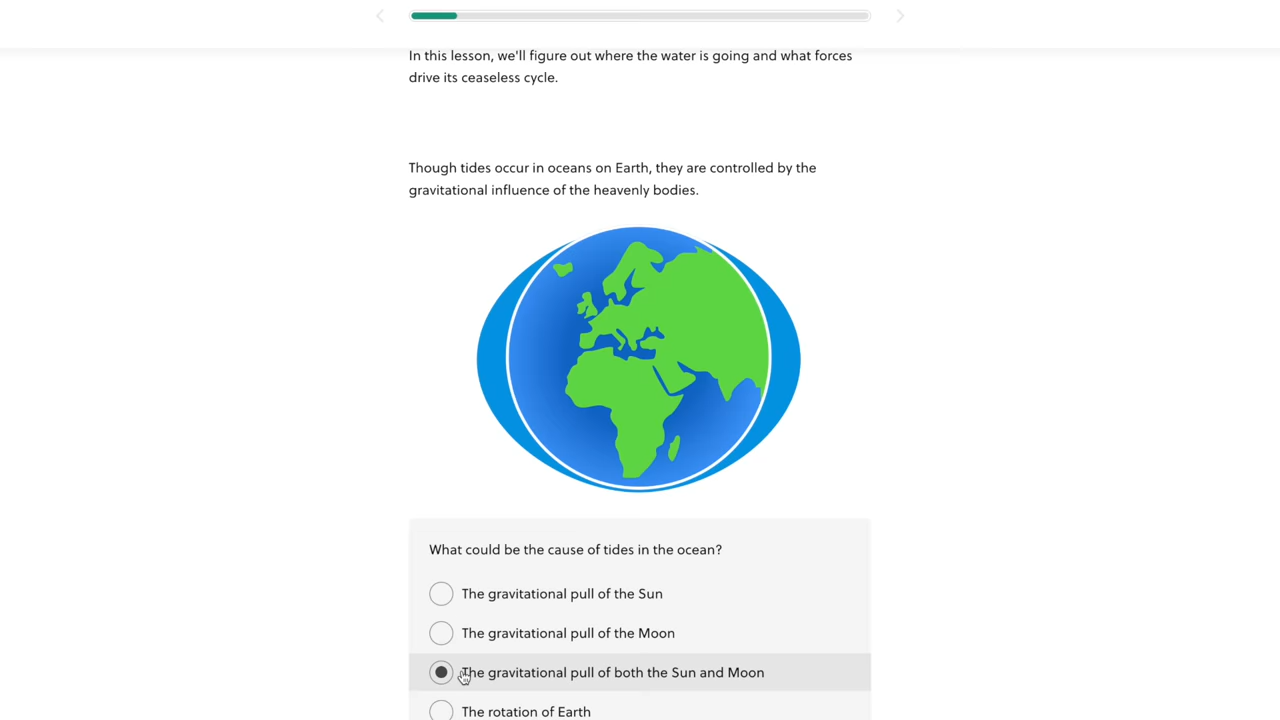 In this lesson, we'll figure out where the water is going and what forces
drive its ceaseless cycle.
Though tides occur in oceans on Earth, they are controlled by the
gravitational influence of the heavenly bodies.
What could be the cause of tides in the ocean?
The gravitational pull of the Sun
The gravitational pull of the Moon
The gravitational pull of both the Sun and Moon
The rotation of Earth